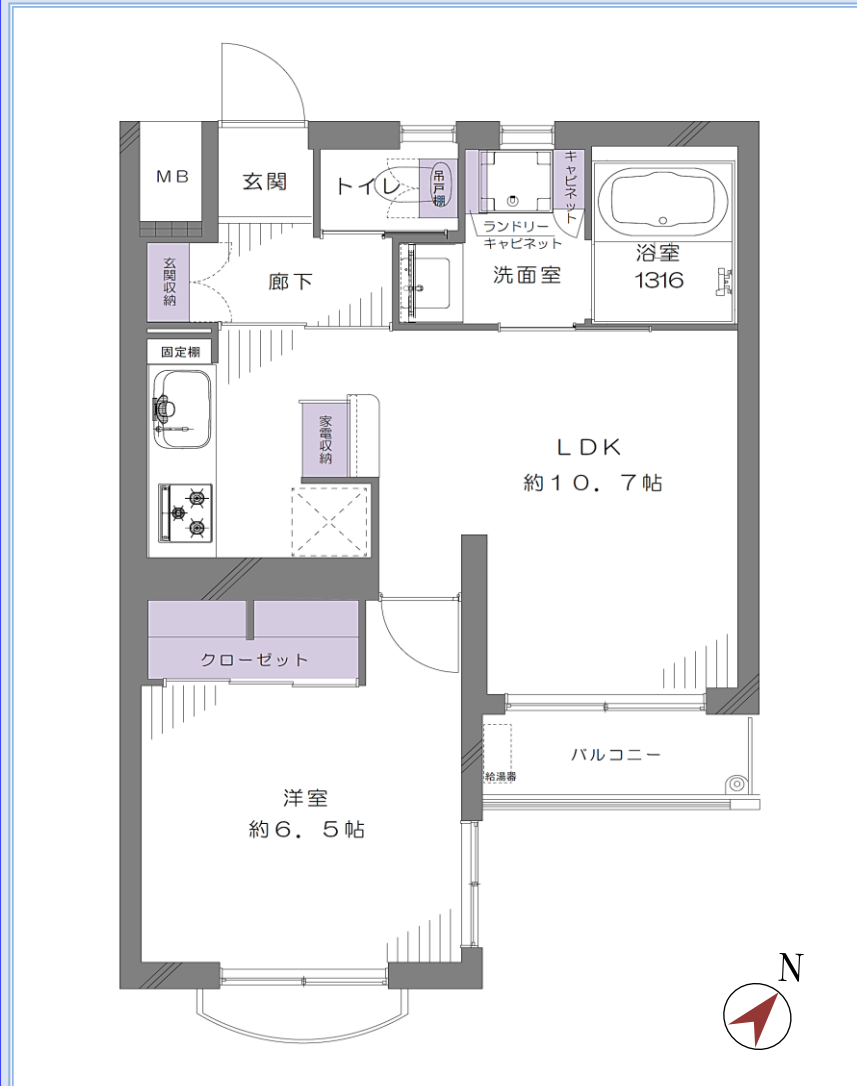 MB
玄関
トイレ
吊戸棚
キャビネット
ランドリー
キャビネット
浴室
1316
玄関収納
廊下
洗面室
固定棚
家電収納
LDK
約10．7帖
クローゼット
バルコニー
給湯器
洋室
約6．5帖
N